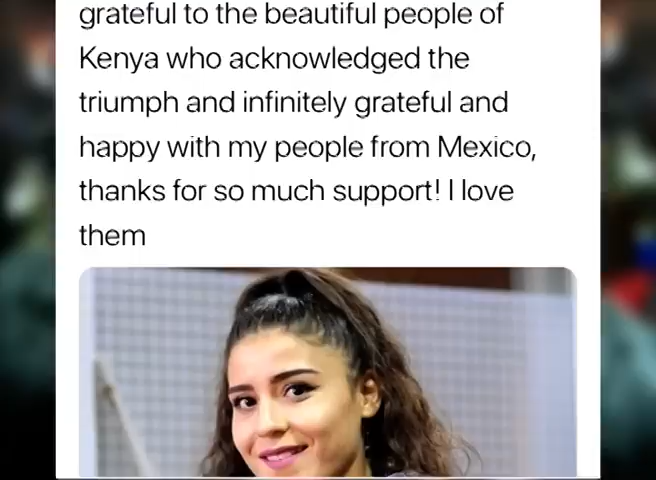 grateful to the beautiful people of
Kenya who acknowledged the
triumph and infinitely grateful and
happy with my people from Mexico,
thanks for so much support! I love
them